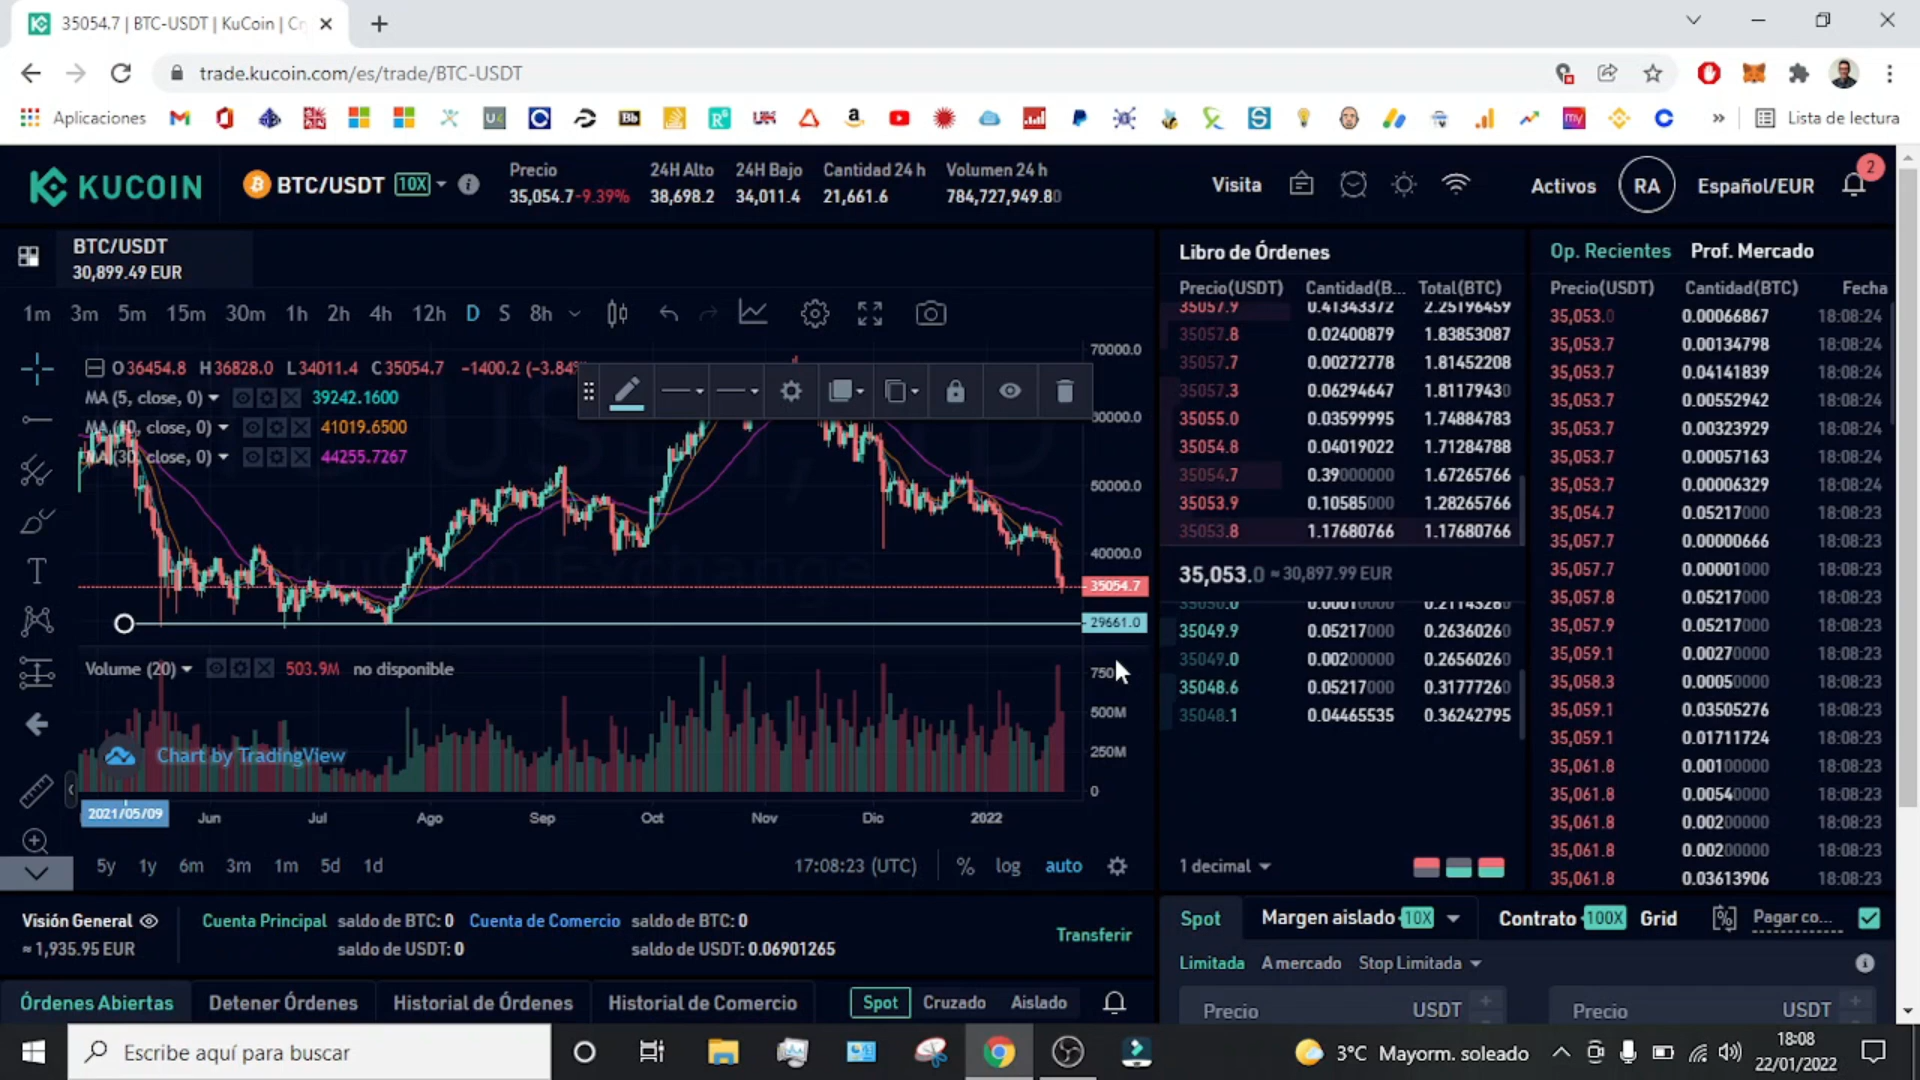 35054.7 | BTC-USDT | KuCoin | Cr
trade.kucoin.com/es/trade/BTC-USDT
Aplicaciones
Lista de lectura
KUCOIN
BTC/USDT 10X
Precio 24H Alto 24H Bajo Cantidad 24 h Volumen 24 h
35,054.7 -9.39% 38,698.2 34,011.4 21,661.6 784,727,949.80
Visita Activos RA Español/EUR 2
BTC/USDT
30,899.49 EUR
1m 3m 5m 15m 30m 1h 2h 4h 12h D S 8h
O36454.8 H36828.0 L34011.4 C35054.7 -1400.2 (-3.84%
MA (5, close, 0) 39242.1600
close, 0) 41019.6500
MA (30, close, 0) 44255.7267
70000.0
50000.0
40000.0
35054.7
29661.0
Volume (20) 503.9M no disponible
500M
250M
0
Chart by TradingView
2021/05/09 Jun Jul Ago Sep Oct Nov Dic 2022
5y 1y 6m 3m 1m 5d 1d 17:08:23 (UTC) % log auto
Libro de Órdenes
Precio(USDT) Cantidad(B... Total(BTC)
35057.9 0.41343372 2.25196459
35057.8 0.02400879 1.83853087
35057.7 0.00272778 1.81452208
35057.3 0.06294647 1.81179430
35055.0 0.03599995 1.74884783
35054.8 0.04019022 1.71284788
35054.7 0.39000000 1.67265766
35053.9 0.10585000 1.28265766
35053.8 1.17680766 1.17680766
35,053.0 ≈ 30,897.99 EUR
35049.9 0.05217000 0.26360260
35049.0 0.00200000 0.26560260
35048.6 0.05217000 0.31777260
35048.1 0.04465535 0.36242795
1 decimal
Op. Recientes Prof. Mercado
Precio(USDT) Cantidad(BTC) Fecha
35,053.0 0.00066867 18:08:24
35,053.7 0.00134798 18:08:24
35,053.7 0.04141839 18:08:24
35,053.7 0.00552942 18:08:24
35,053.7 0.00323929 18:08:24
35,053.7 0.00057163 18:08:24
35,053.7 0.00006329 18:08:24
35,054.7 0.05217000 18:08:23
35,057.7 0.00000666 18:08:23
35,057.7 0.00001000 18:08:23
35,057.8 0.05217000 18:08:23
35,057.9 0.05217000 18:08:23
35,059.1 0.00270000 18:08:23
35,058.3 0.00050000 18:08:23
35,059.1 0.03505276 18:08:23
35,059.1 0.01711724 18:08:23
35,061.8 0.00100000 18:08:23
35,061.8 0.00540000 18:08:23
35,061.8 0.00200000 18:08:23
35,061.8 0.00200000 18:08:23
35,061.8 0.03613906 18:08:23
Visión General Cuenta Principal saldo de BTC: 0 Cuenta de Comercio saldo de BTC: 0
≈ 1,935.95 EUR saldo de USDT: 0 saldo de USDT: 0.06901265
Transferir
Órdenes Abiertas Detener Órdenes Historial de Órdenes Historial de Comercio Spot Cruzado Aislado
Spot Margen aislado 10X Contrato 100X Grid Pagar co...
Limitada A mercado Stop Limitada
Precio USDT Precio USDT
Escribe aquí para buscar
3°C Mayorm. soleado
18:08
22/01/2022